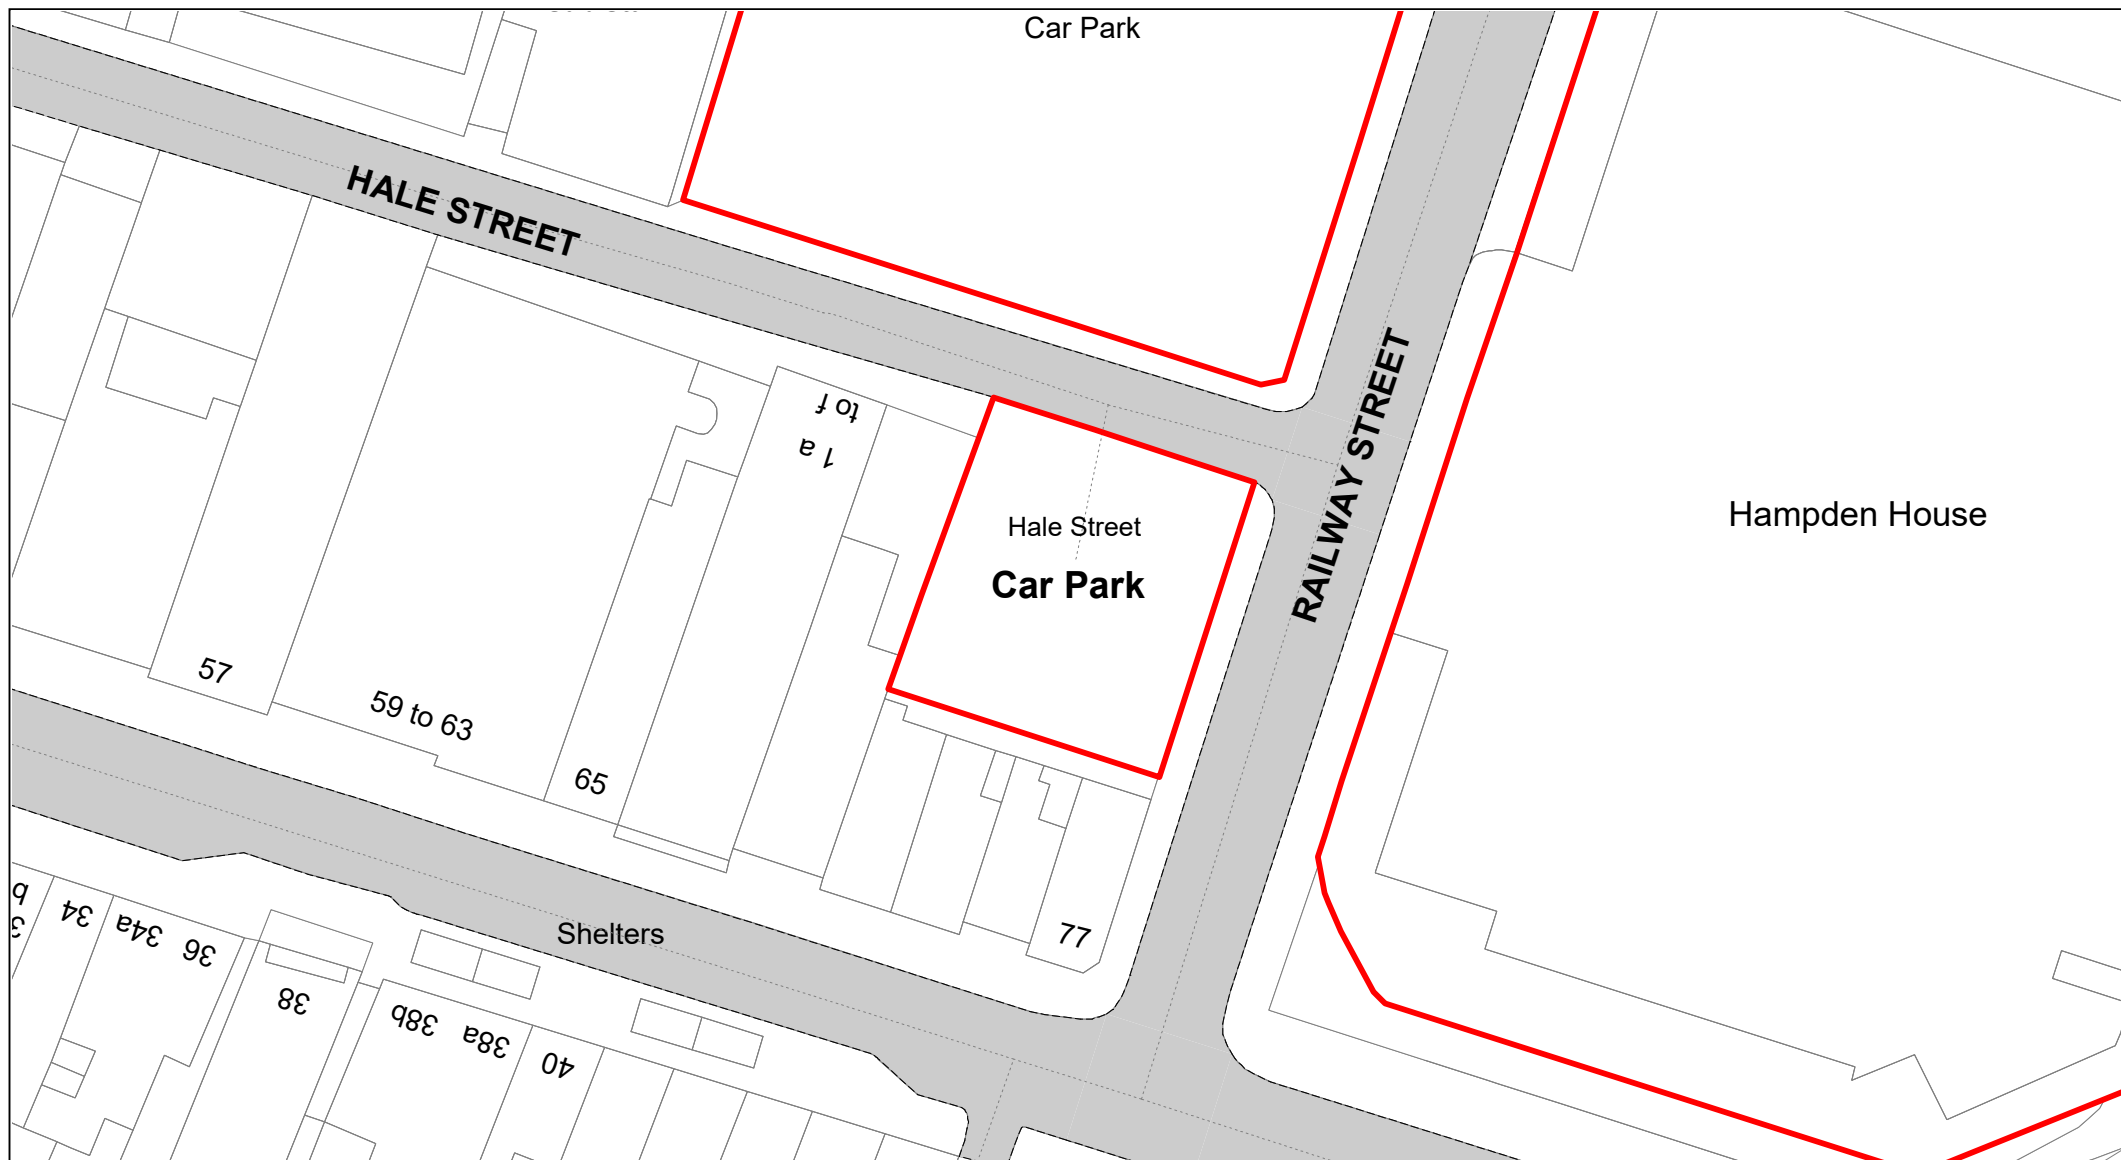 Car Park
HALE STREET
RAILWAY STREET
1 a
to f
Hale Street
Car Park
Hampden House
57
59 to 63
65
77
Shelters
34
34a
36
38
38b
38a
40